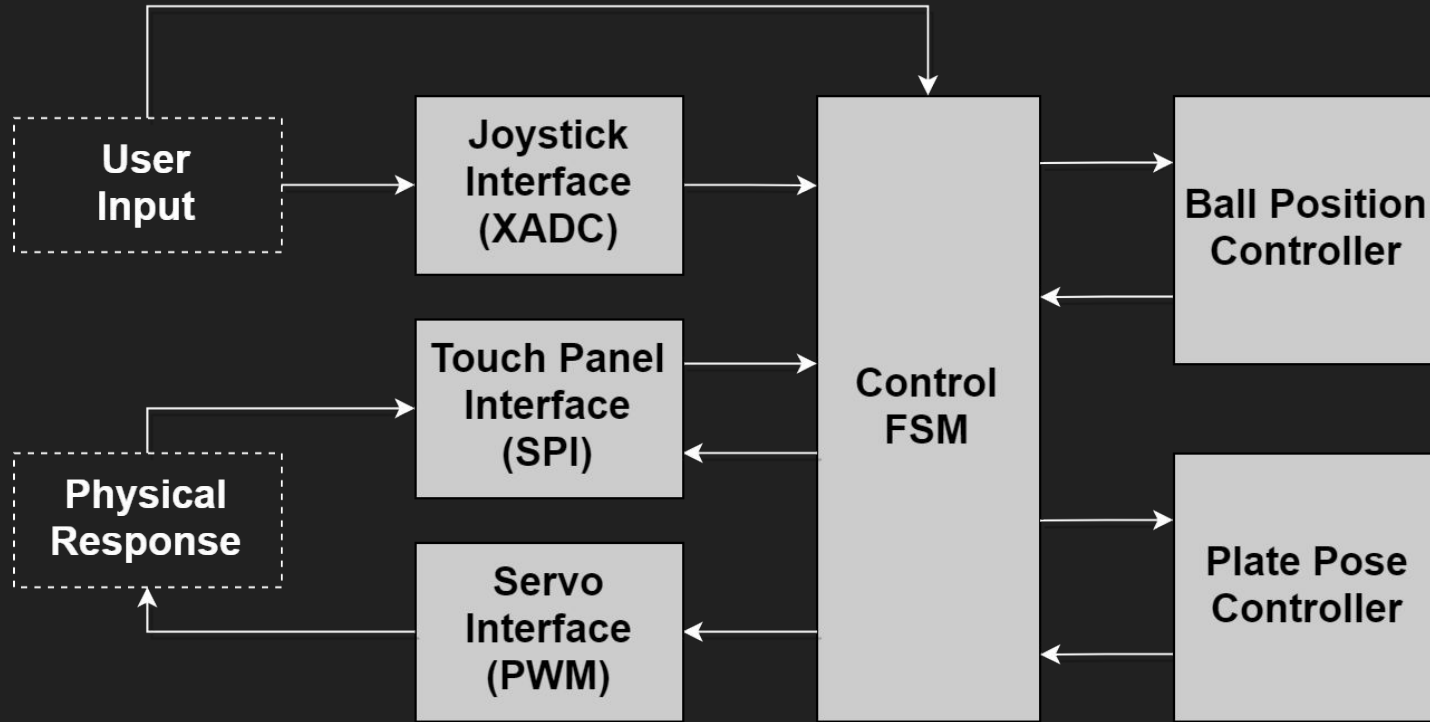 User
Input
Joystick
Interface
(XADC)
Touch Panel
Interface
(SPI)
Physical
Response
Servo
Interface
(PWM)
Control
FSM
Ball Position
Controller
Plate Pose
Controller